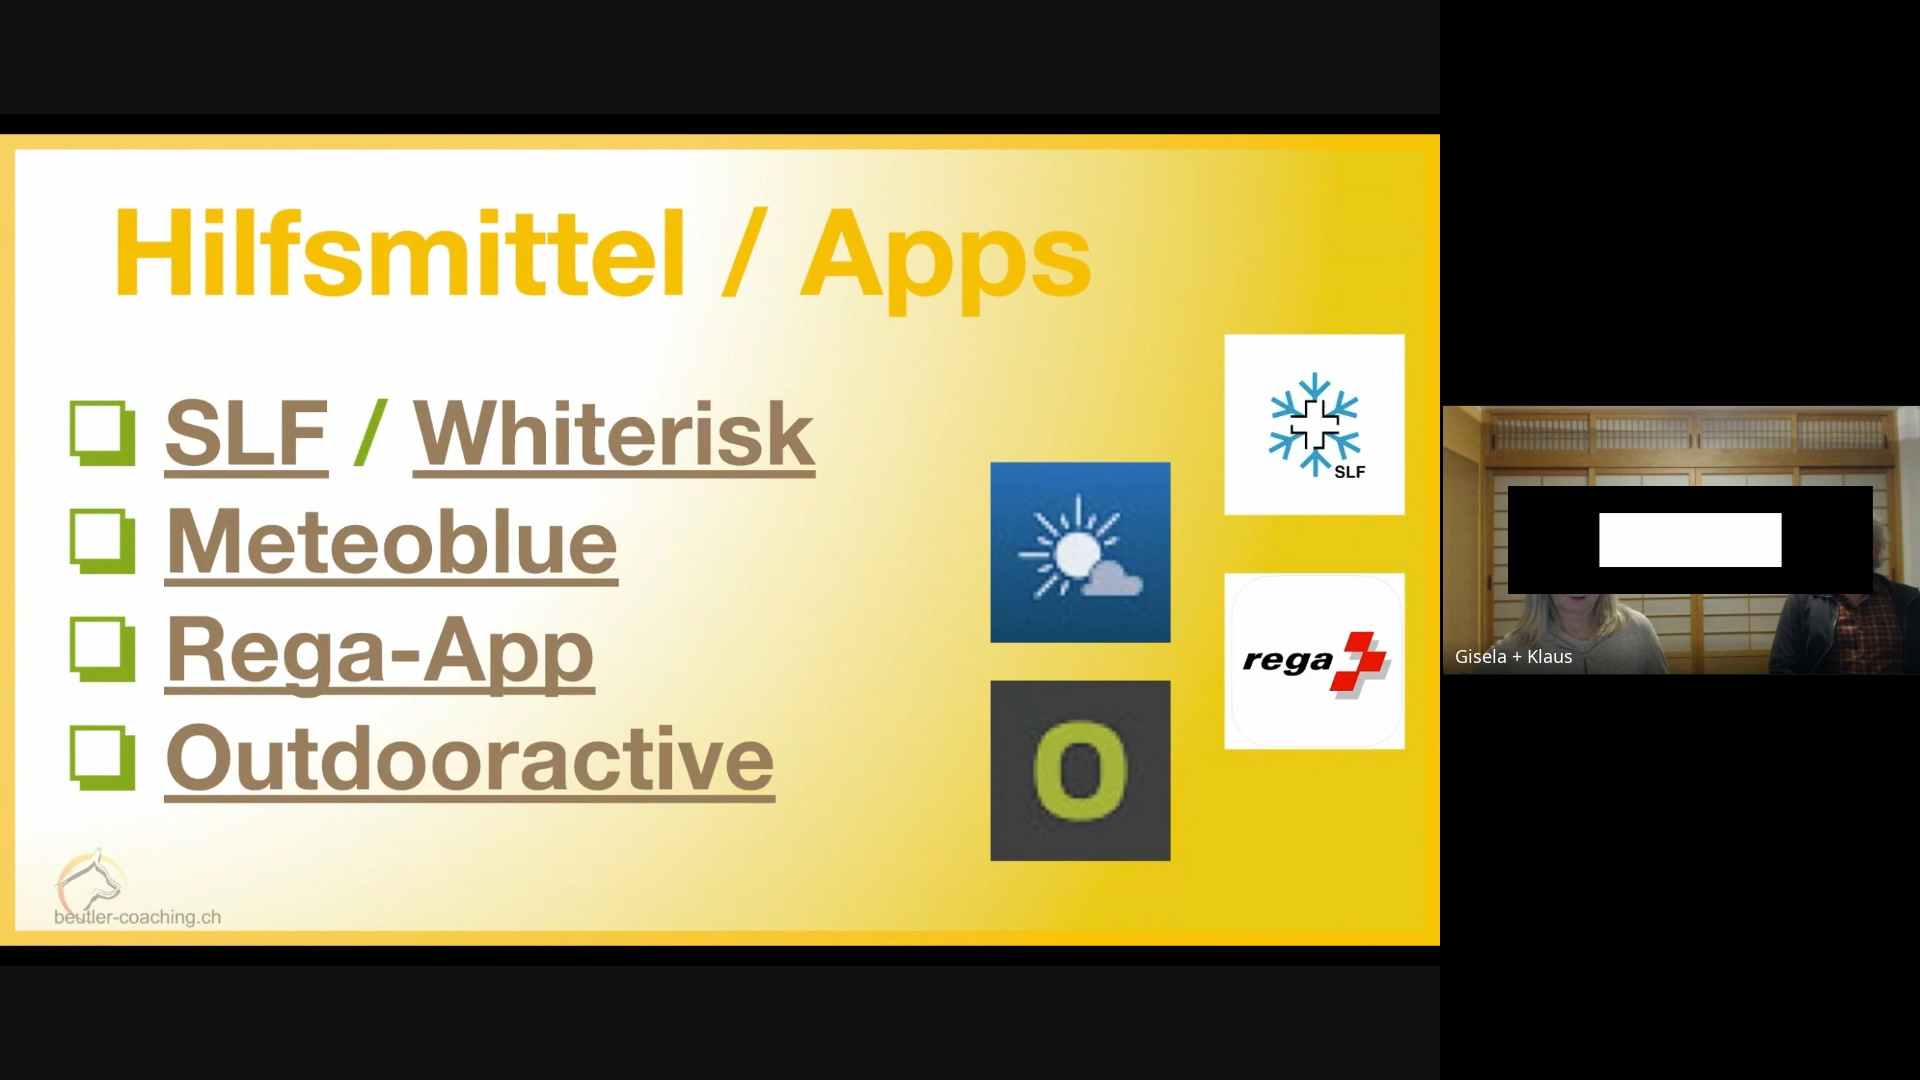 Hilfsmittel / Apps
SLF / Whiterisk
Meteoblue
Rega-App
Outdooractive
SLF
rega
O
beutler-coaching.ch
Gisela + Klaus